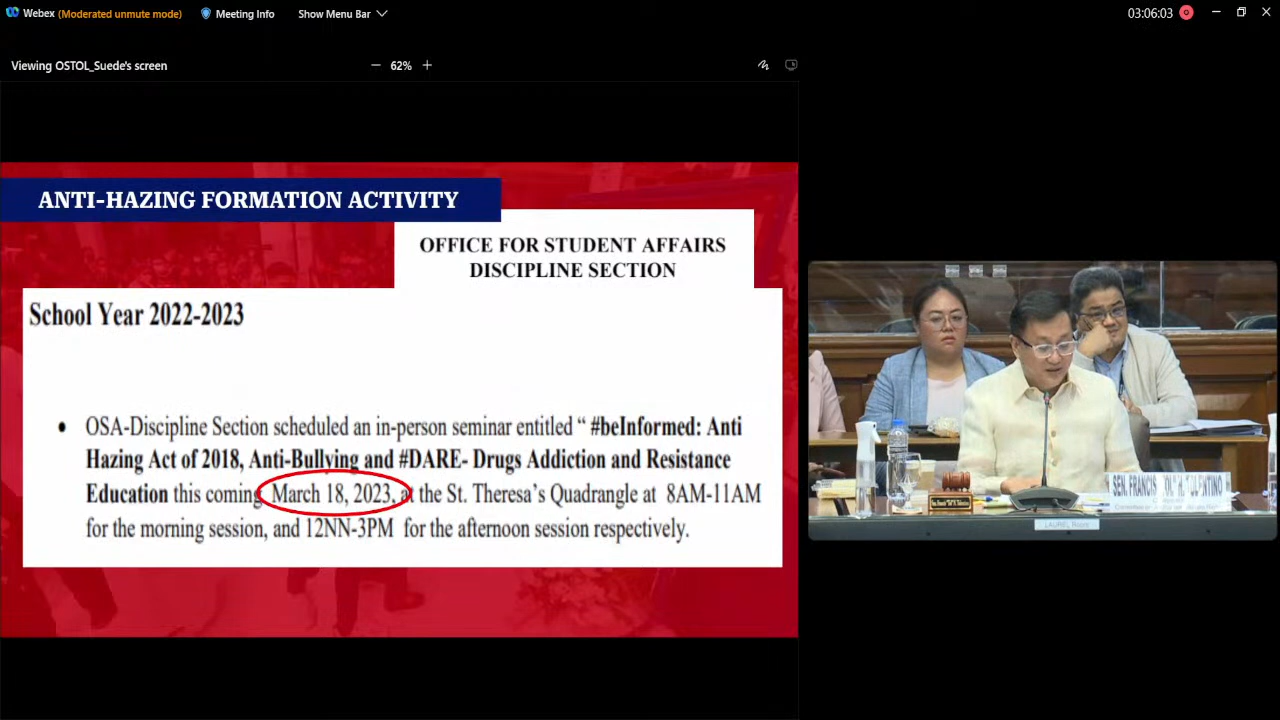 Webex (Moderated unmute mode) Meeting Info Show Menu Bar 03:06:03
Viewing OSTOL_Suede's screen 62%
ANTI-HAZING FORMATION ACTIVITY
OFFICE FOR STUDENT AFFAIRS
DISCIPLINE SECTION
School Year 2022-2023
• OSA-Discipline Section scheduled an in-person seminar entitled “ #beInformed: Anti
Hazing Act of 2018, Anti-Bullying and #DARE- Drugs Addiction and Resistance
Education this coming March 18, 2023, at the St. Theresa’s Quadrangle at 8AM-11AM
for the morning session, and 12NN-3PM for the afternoon session respectively.
SEN. FRANCIS